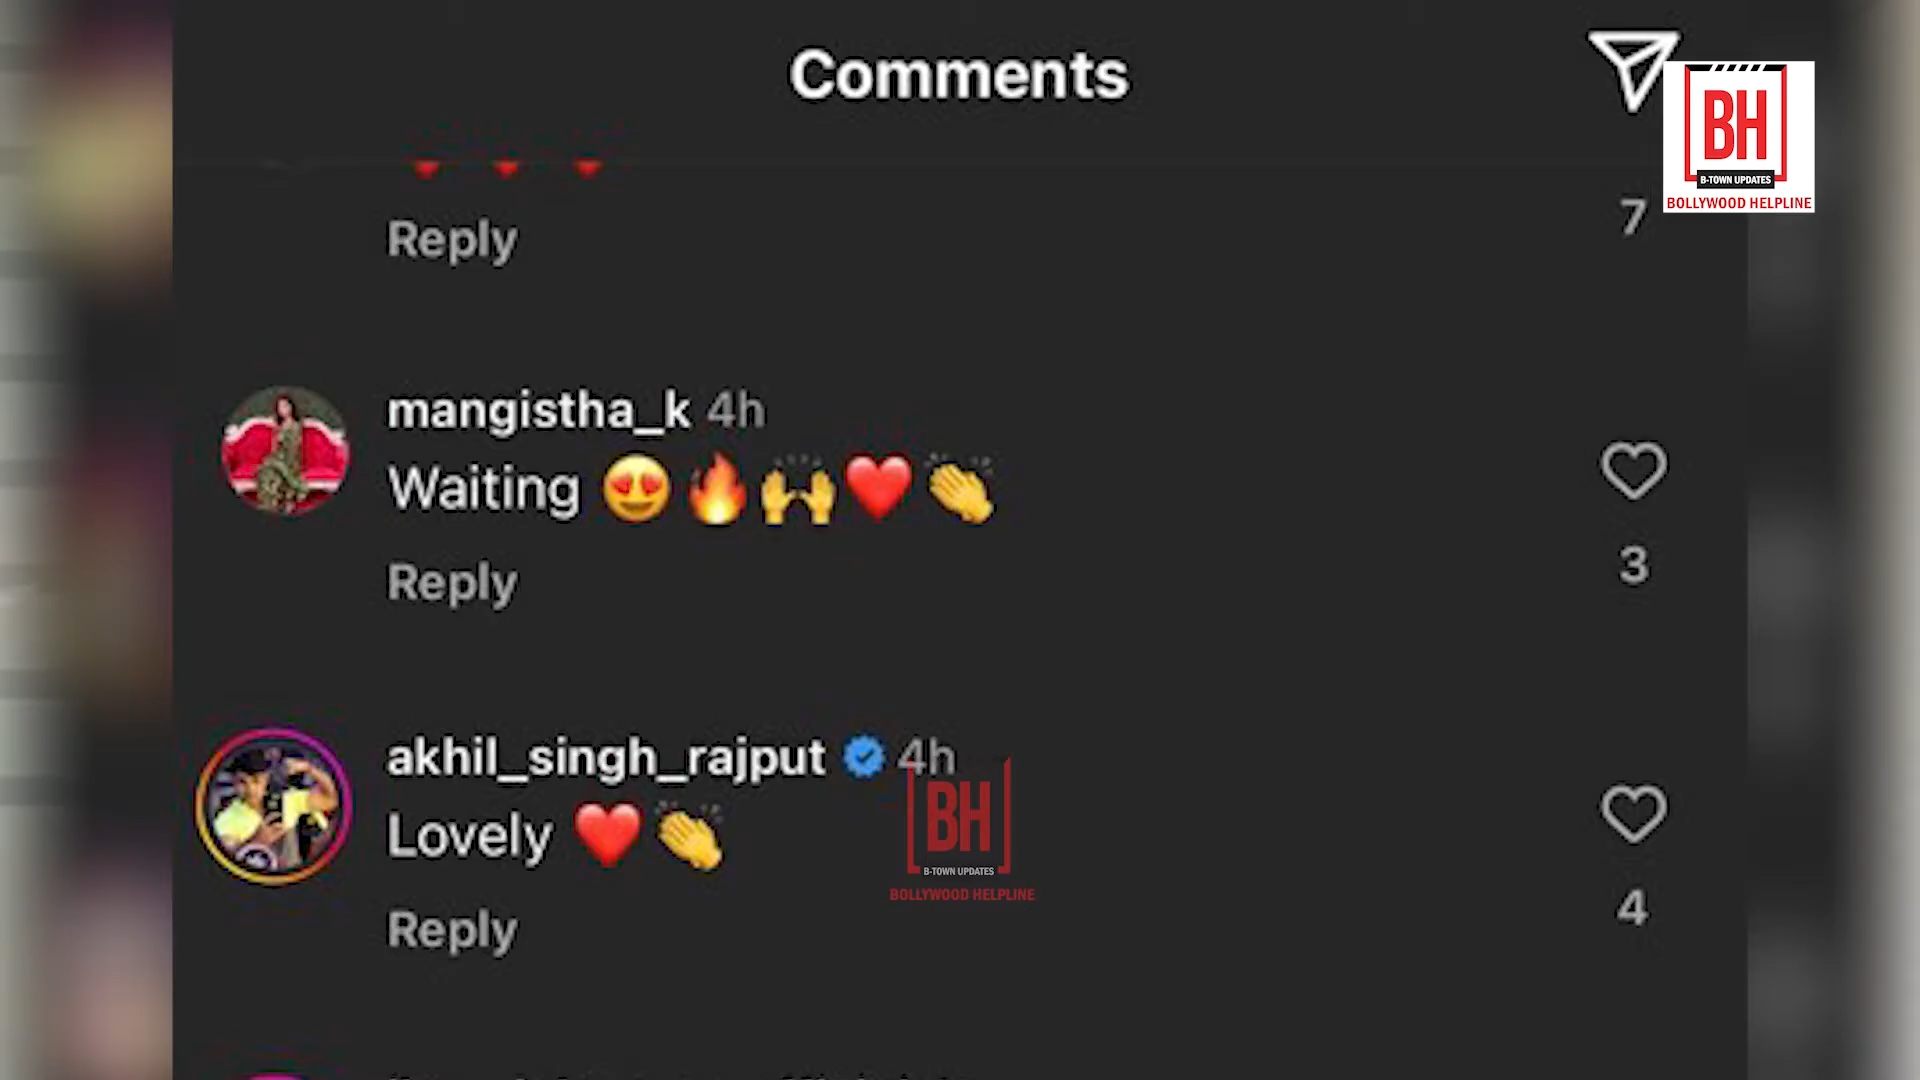 Comments
BH
B-TOWN UPDATES
BOLLYWOOD HELPLINE
7
Reply
mangistha_k 4h
Waiting 😍🔥🙌❤️👏
3
Reply
akhil_singh_rajput 4h
Lovely ❤️👏
BH
B-TOWN UPDATES
BOLLYWOOD HELPLINE
4
Reply